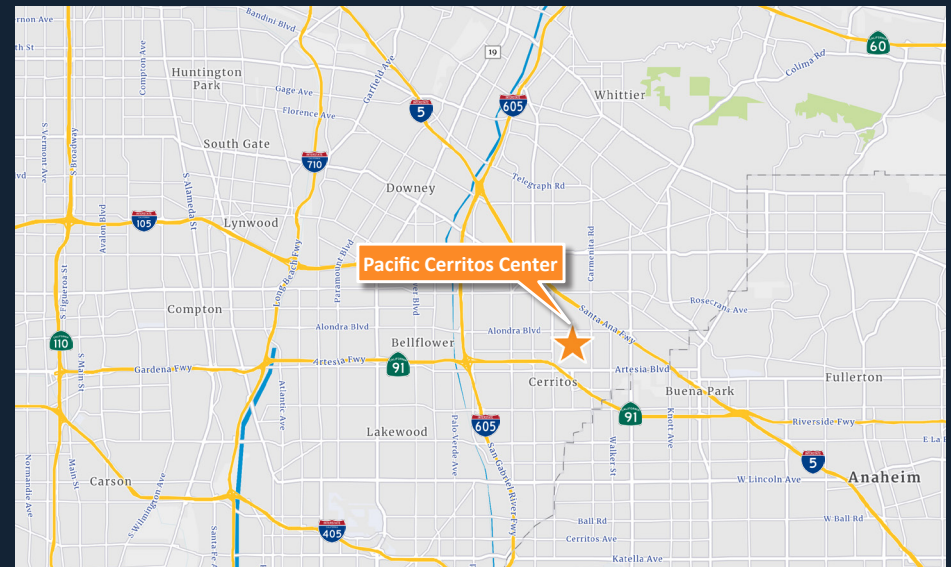 Bandini Blvd
Compton Ave
19
60
Colima Rd
Huntington
Park
Garfield Ave
Gage Ave
Florence Ave
5
605
Whittier
S Vermont Ave
S Broadway
South Gate
710
Downey
Telegraph Rd
S Alameda St
Avalon Blvd
105
Lynwood
Paramount Blvd
Carmenita Rd
Long Beach Fwy
Pacific Cerritos Center
S Figueroa St
Compton
Rosecrans Ave
Santa Ana Fwy
Alondra Blvd
Alondra Blvd
Bellflower
110
S Main St
Gardena Fwy
Artesia Fwy
91
Cerritos
Artesia Blvd
Buena Park
Fullerton
Atlantic Ave
Lakewood
Palo Verde Ave
605
91
Knott Ave
Riverside Fwy
Walker St
San Gabriel River Fwy
5
Normandie Ave
Main St
Carson
S Wilmington Ave
W Lincoln Ave
Anaheim
Santa Fe A
405
Ball Rd
W Ball Rd
Cerritos Ave
Katella Ave